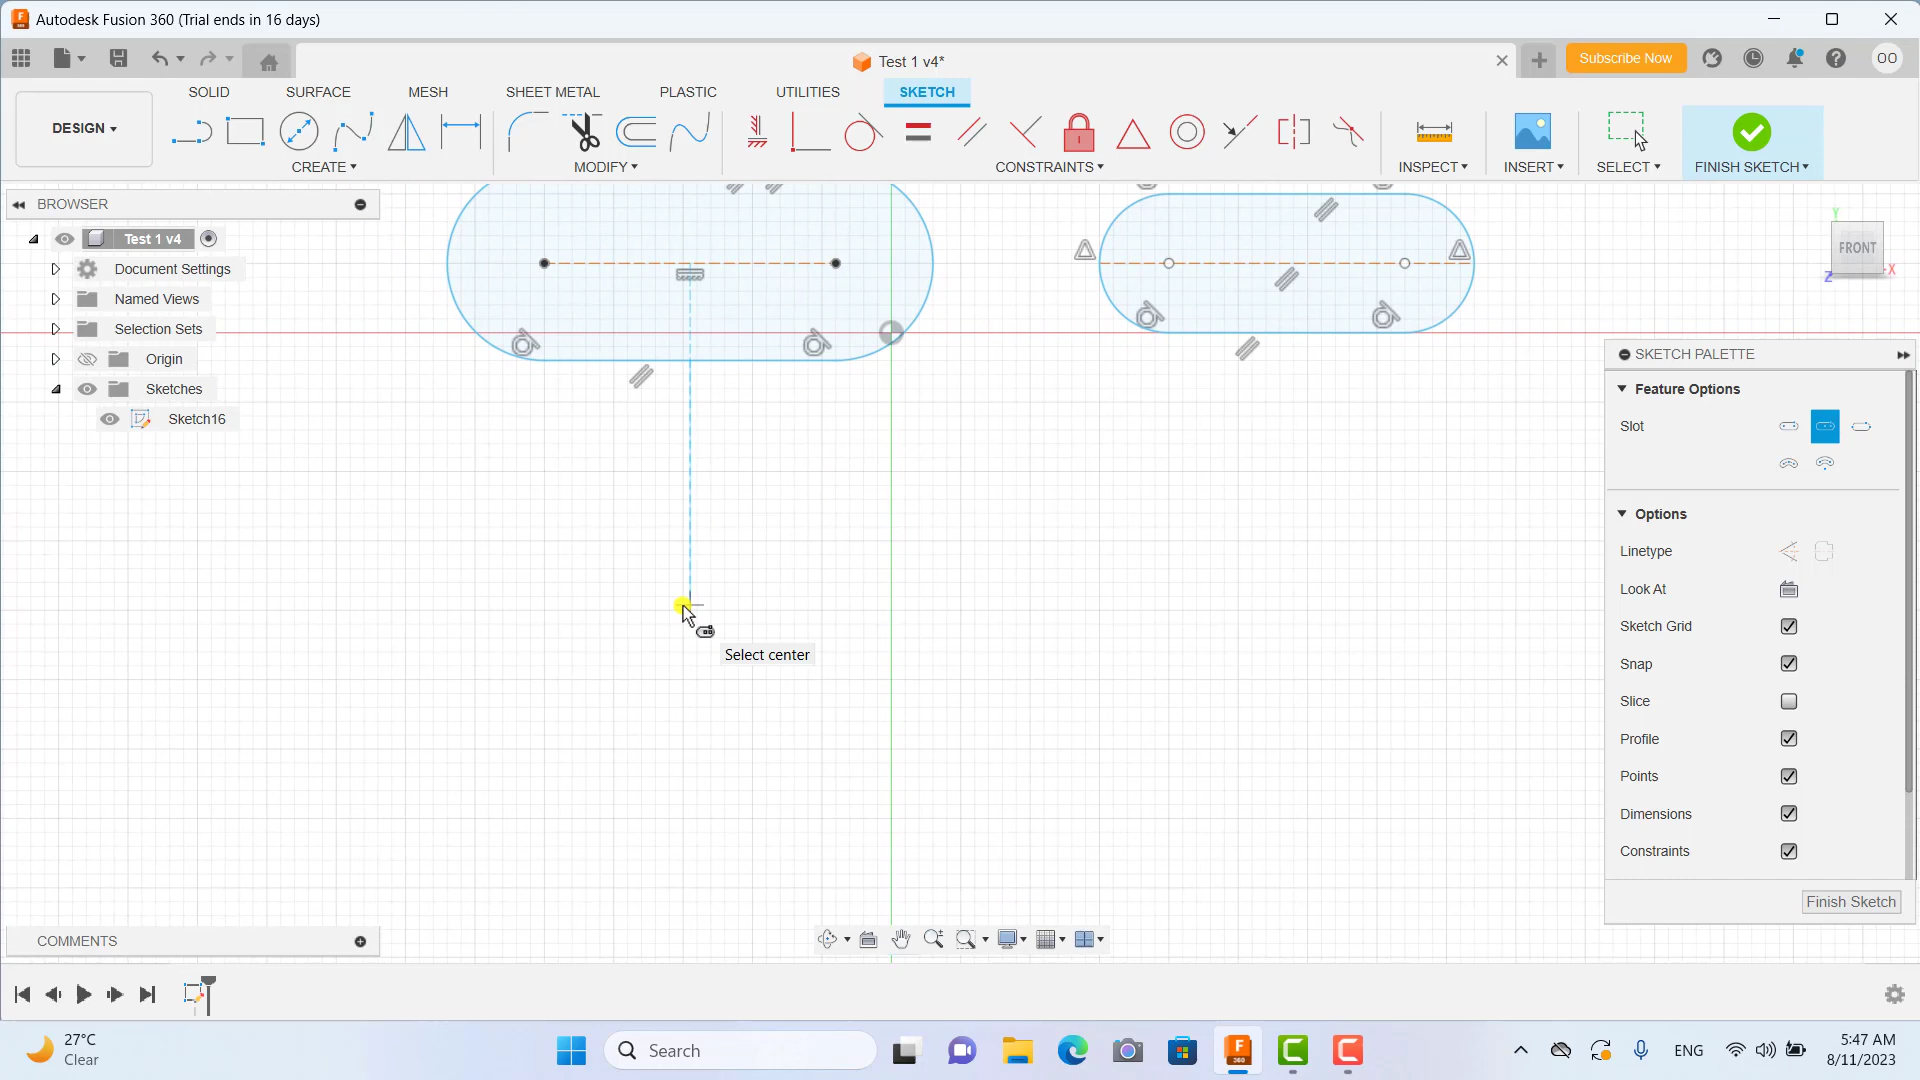 Autodesk Fusion 360 (Trial ends in 16 days)
Test 1 v4*
Subscribe Now
OO
SOLID SURFACE MESH SHEET METAL PLASTIC UTILITIES SKETCH
DESIGN
CREATE MODIFY CONSTRAINTS INSPECT INSERT SELECT FINISH SKETCH
BROWSER
Test 1 v4
Document Settings
Named Views
Selection Sets
Origin
Sketches
Sketch16
Y
FRONT
X
Z
SKETCH PALETTE
Feature Options
Slot
Options
Linetype
Look At
Sketch Grid
Snap
Slice
Profile
Points
Dimensions
Constraints
Finish Sketch
Select center
COMMENTS
27°C
Clear
Search
F
360
ENG
5:47 AM
8/11/2023